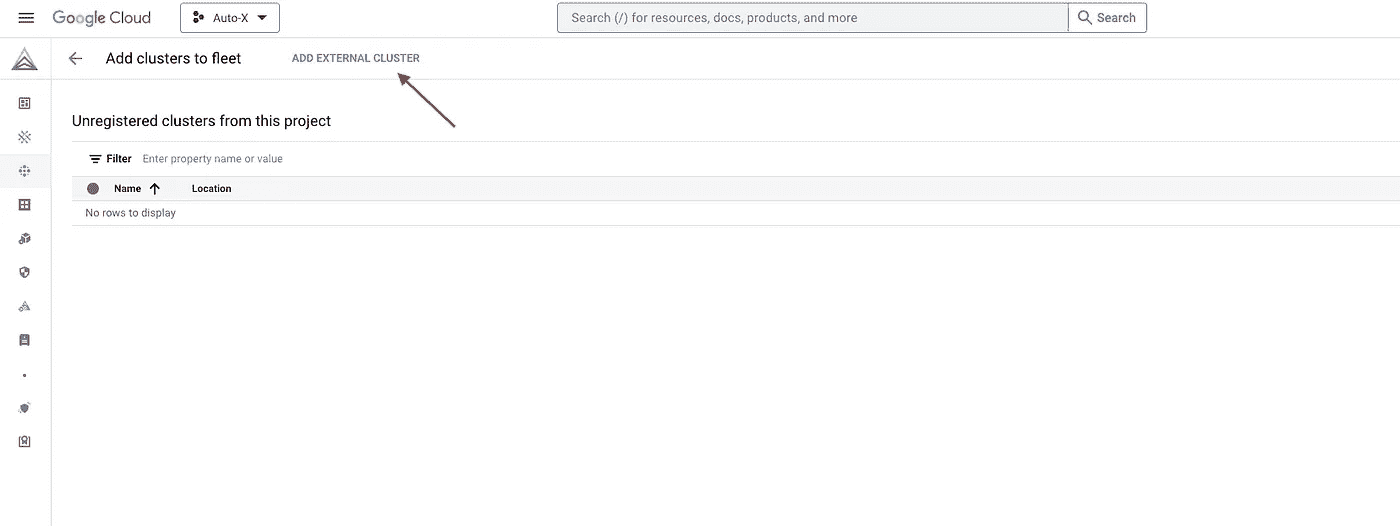 Google Cloud
Auto-X
Search (/) for resources, docs, products, and more
Search
Add clusters to fleet
ADD EXTERNAL CLUSTER
Unregistered clusters from this project
Filter Enter property name or value
Name Location
No rows to display